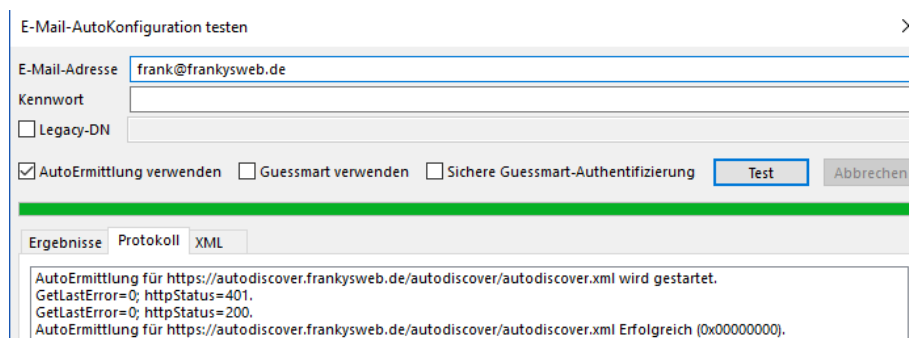 E-Mail-AutoKonfiguration testen
E-Mail-Adresse frank@frankysweb.de
Kennwort
Legacy-DN
AutoErmittlung verwenden Guessmart verwenden Sichere Guessmart-Authentifizierung Test Abbrechen
Ergebnisse Protokoll XML
AutoErmittlung für https://autodiscover.frankysweb.de/autodiscover/autodiscover.xml wird gestartet.
GetLastError=0; httpStatus=401.
GetLastError=0; httpStatus=200.
AutoErmittlung für https://autodiscover.frankysweb.de/autodiscover/autodiscover.xml Erfolgreich (0x00000000).